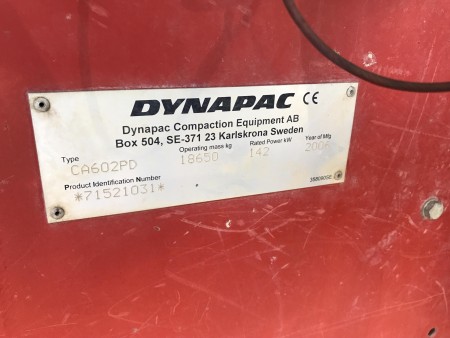 DYNAPAC CE
Dynapac Compaction Equipment AB
Box 504, SE-371 23 Karlskrona Sweden
Type Operating mass kg Rated Power kW Year of Mfg
CA602PD 18650 142 2006
Product Identification Number
*71521031*